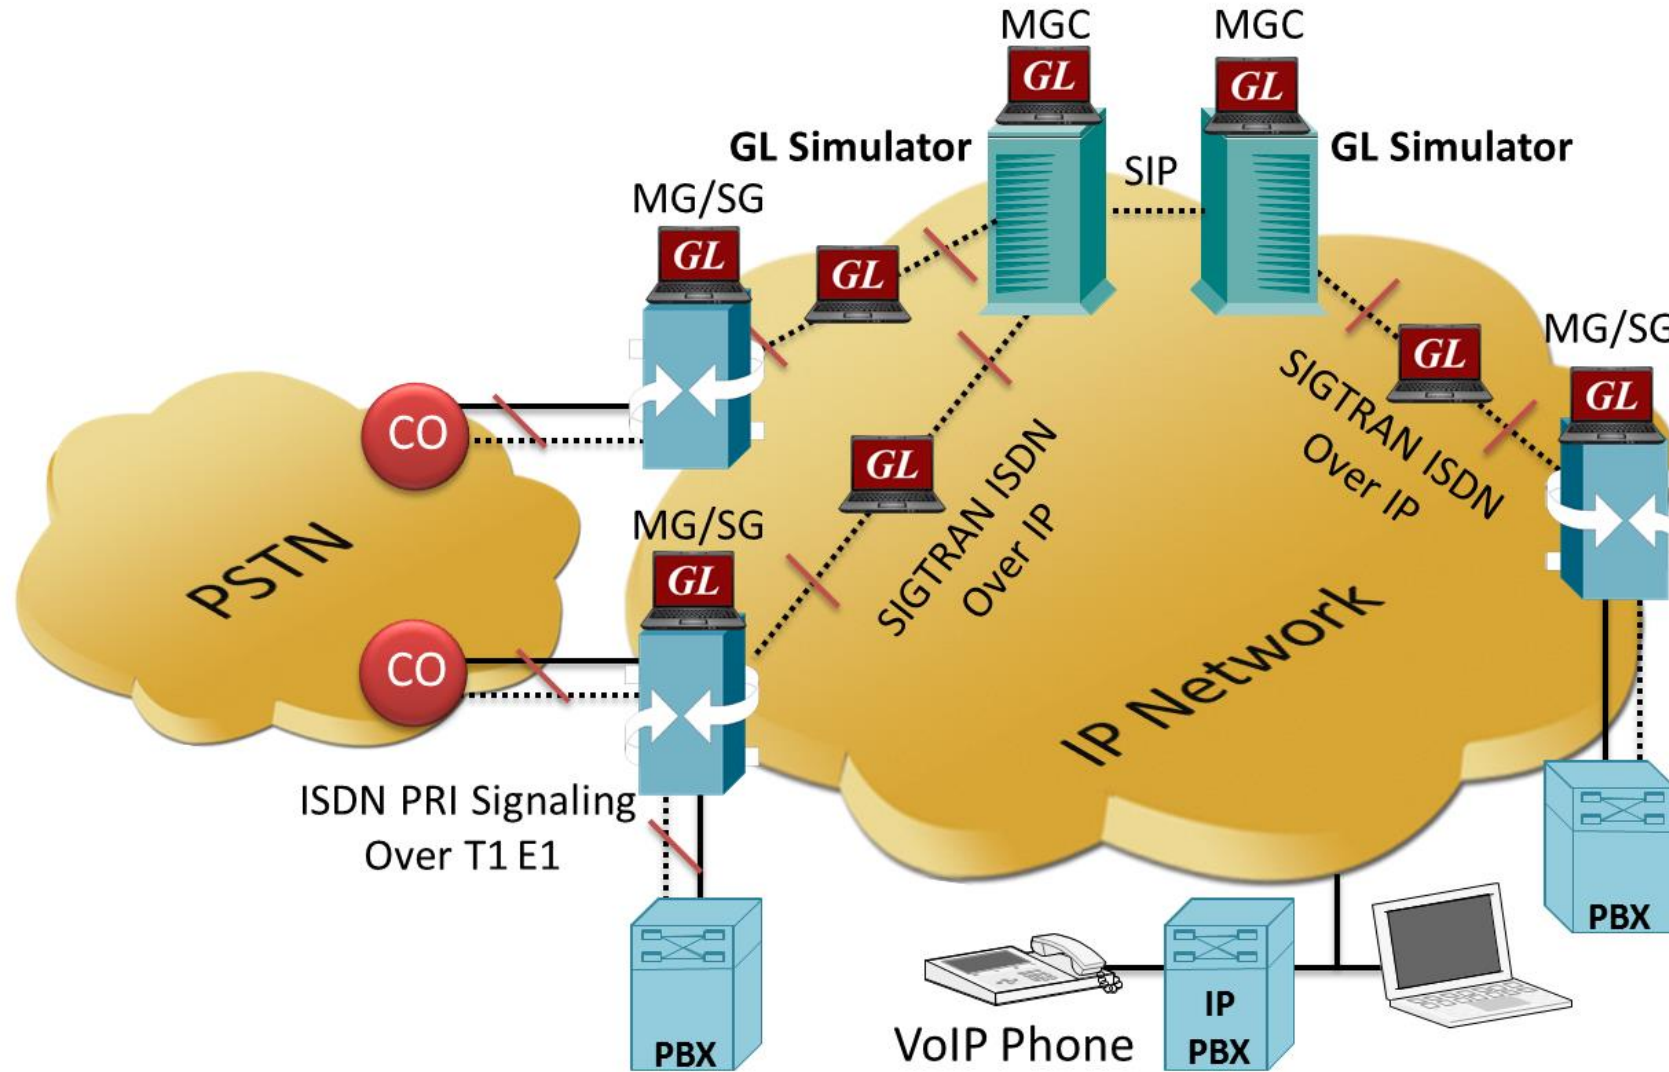 MGC
MGC
GL
GL
GL Simulator
GL Simulator
SIP
MG/SG
GL
GL
MG/SG
GL
GL
CO
GL
SIGTRAN ISDN
Over IP
SIGTRAN ISDN
Over IP
PSTN
MG/SG
GL
CO
IP Network
ISDN PRI Signaling
Over T1 E1
PBX
PBX
VoIP Phone
IP
PBX